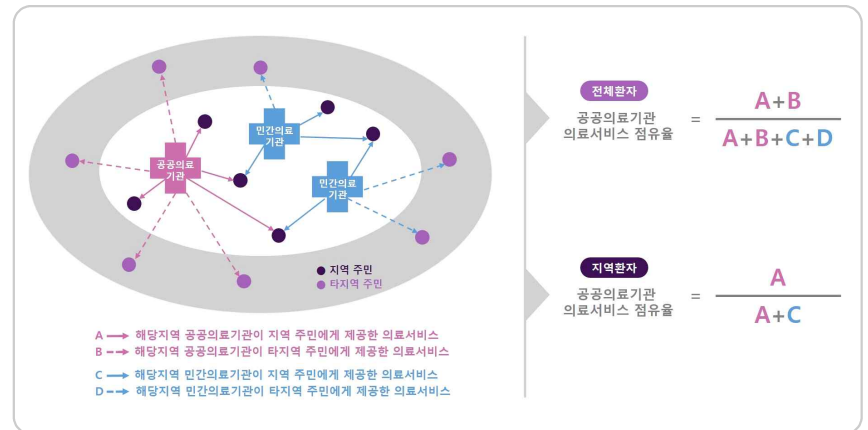 민간의료
기관
공공의료
기관
민간의료
기관
지역 주민
타지역 주민
A 해당지역 공공의료기관이 지역 주민에게 제공한 의료서비스
B 해당지역 공공의료기관이 타지역 주민에게 제공한 의료서비스
C 해당지역 민간의료기관이 지역 주민에게 제공한 의료서비스
D 해당지역 민간의료기관이 타지역 주민에게 제공한 의료서비스
전체환자
공공의료기관
의료서비스 점유율
=
A+B
A+B+C+D
지역환자
공공의료기관
의료서비스 점유율
=
A
A+C